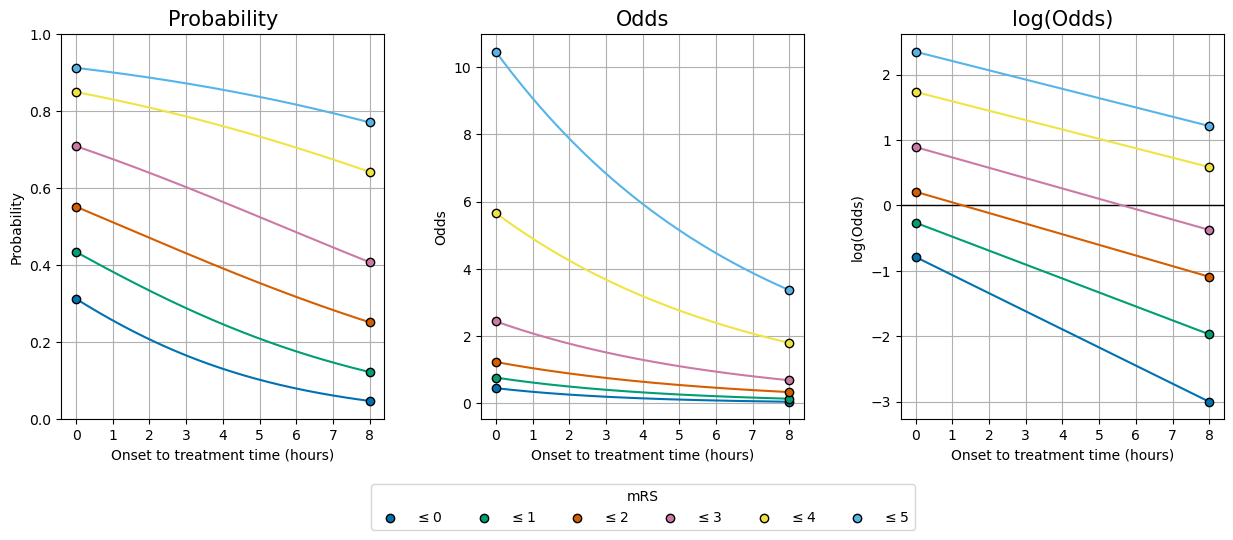 Probability
Odds
log(Odds)
Probability
1.0
0.8
0.6
0.4
0.2
0.0
0 1 2 3 4 5 6 7 8
Onset to treatment time (hours)
Odds
10
8
6
4
2
0
0 1 2 3 4 5 6 7 8
Onset to treatment time (hours)
log(Odds)
2
1
0
−1
−2
−3
0 1 2 3 4 5 6 7 8
Onset to treatment time (hours)
mRS
≤0 ≤1 ≤2 ≤3 ≤4 ≤5